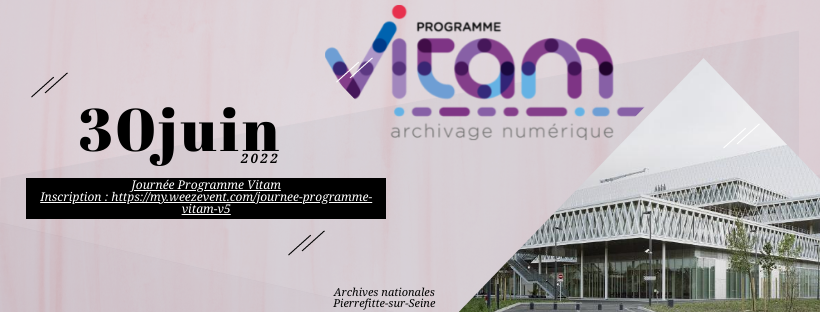 PROGRAMME
vitam
archivage numérique
30juin
2022
Journée Programme Vitam
Inscription : https://my.weezevent.com/journee-programme-
vitam-v5
Archives nationales
Pierrefitte-sur-Seine